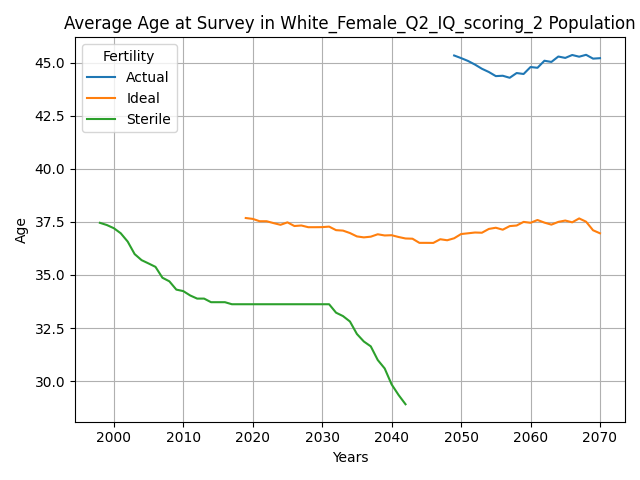 Average Age at Survey in White_Female_Q2_IQ_scoring_2 Population
Fertility
Actual
Ideal
Sterile
45.0
42.5
40.0
37.5
35.0
32.5
30.0
Age
2000 2010 2020 2030 2040 2050 2060 2070
Years